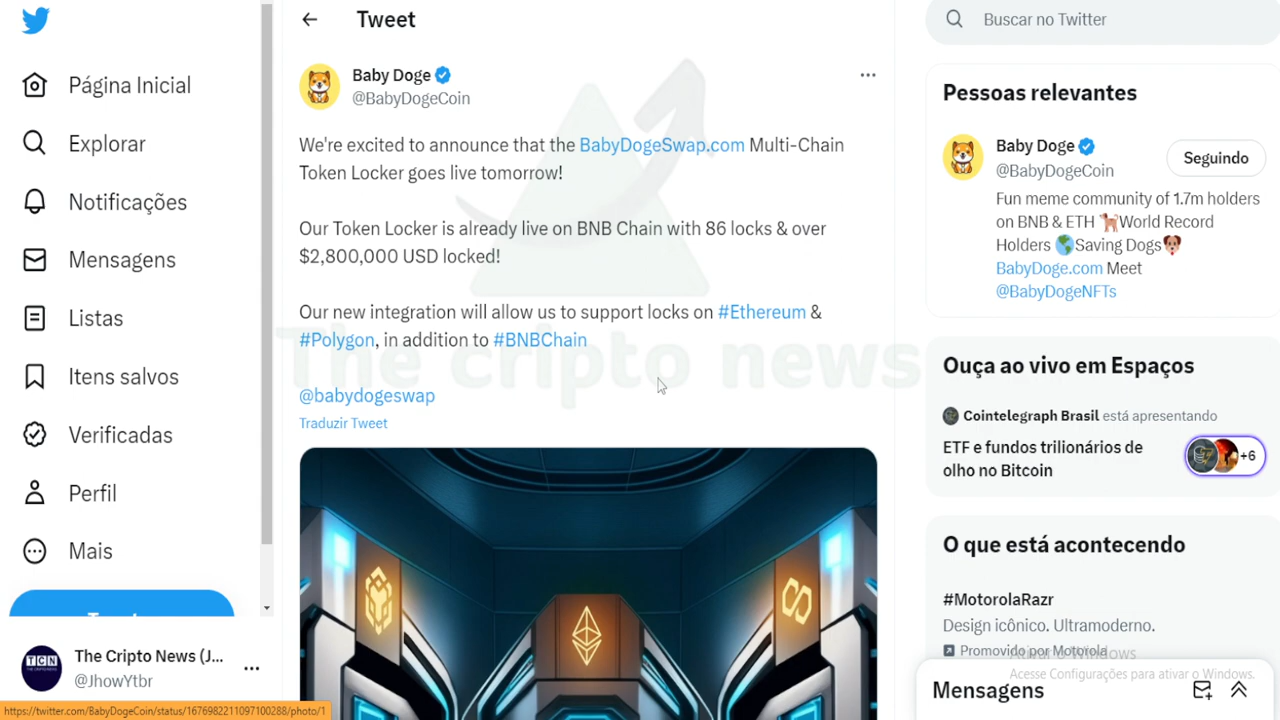 Página Inicial
Explorar
Notificações
Mensagens
Listas
Itens salvos
Verificadas
Perfil
Mais
TCN
The Cripto News (J...
@JhowYtbr
https://twitter.com/BabyDogeCoin/status/1676982211097100288/photo/1
Tweet
Baby Doge
@BabyDogeCoin
We're excited to announce that the BabyDogeSwap.com Multi-Chain
Token Locker goes live tomorrow!
Our Token Locker is already live on BNB Chain with 86 locks & over
$2,800,000 USD locked!
Our new integration will allow us to support locks on #Ethereum &
#Polygon, in addition to #BNBChain
@babydogeswap
Traduzir Tweet
The cripto news
Buscar no Twitter
Pessoas relevantes
Baby Doge
@BabyDogeCoin
Seguindo
Fun meme community of 1.7m holders
on BNB & ETH 🐕World Record
Holders 🌎Saving Dogs🐶
BabyDoge.com Meet
@BabyDogeNFTs
Ouça ao vivo em Espaços
Cointelegraph Brasil está apresentando
ETF e fundos trilionários de
olho no Bitcoin
+6
O que está acontecendo
#MotorolaRazr
Design icônico. Ultramoderno.
Promovido por Motorola
Ativar o Windows
Acesse Configurações para ativar o Windows.
Mensagens